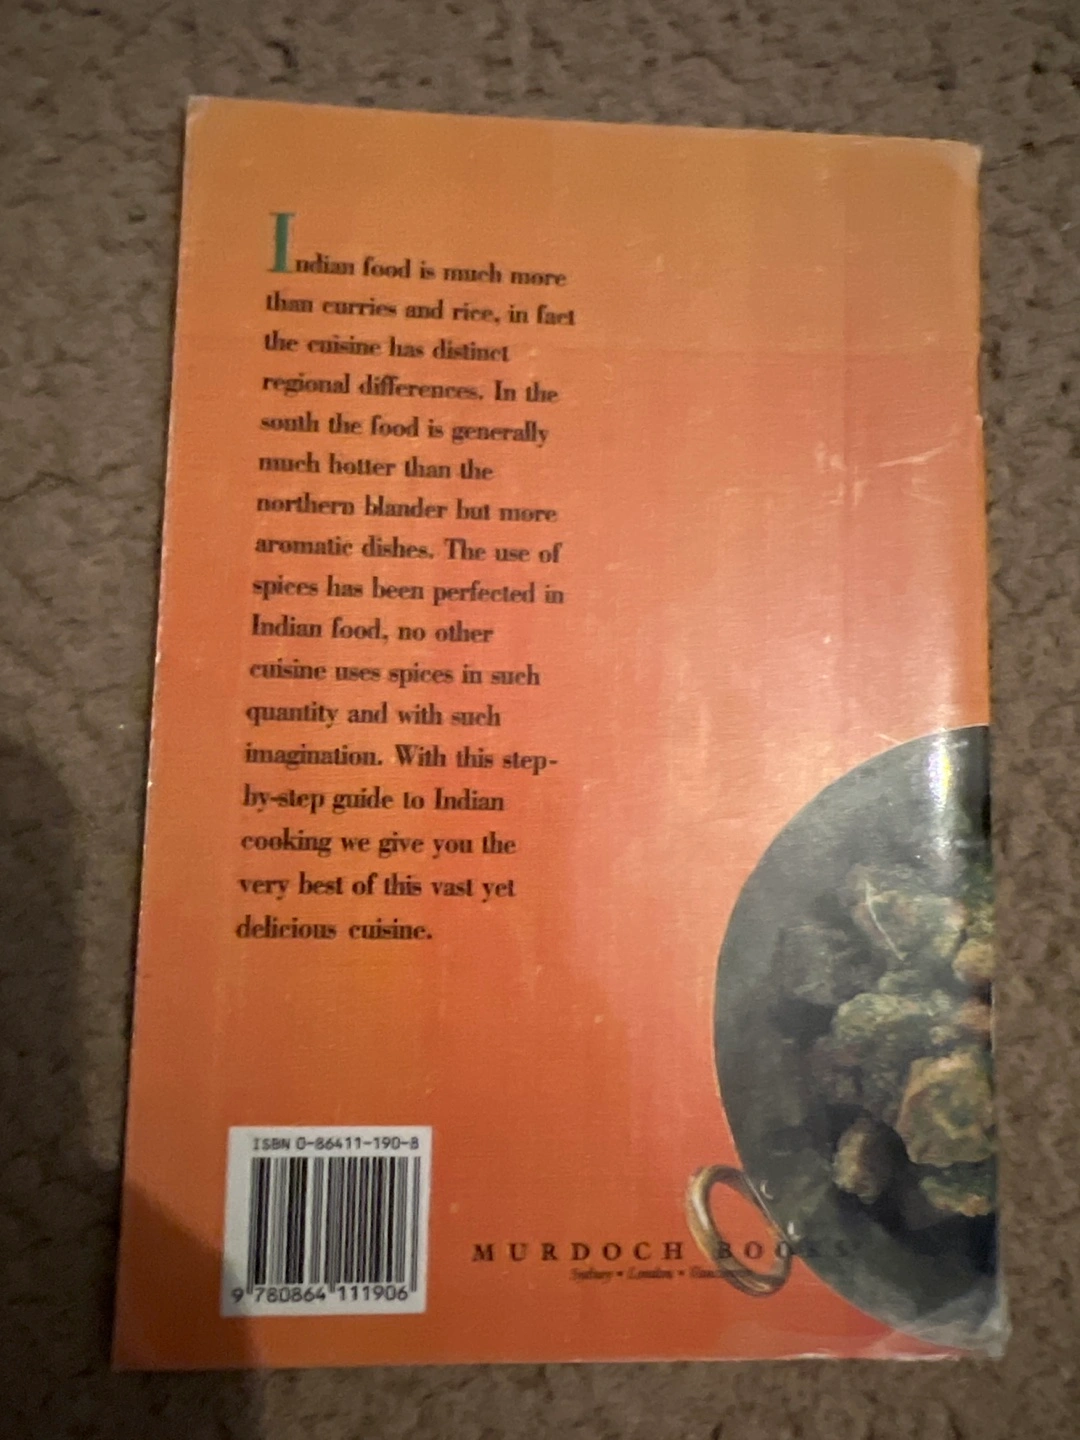 Indian food is much more
than curries and rice, in fact
the cuisine has distinct
regional differences. In the
south the food is generally
much hotter than the
northern blander but more
aromatic dishes. The use of
spices has been perfected in
Indian food, no other
cuisine uses spices in such
quantity and with such
imagination. With this step-
by-step guide to Indian
cooking we give you the
very best of this vast yet
delicious cuisine.
ISBN 0-86411-190-8
9 780864 111906
MURDOCH BOOKS
Sydney • London •